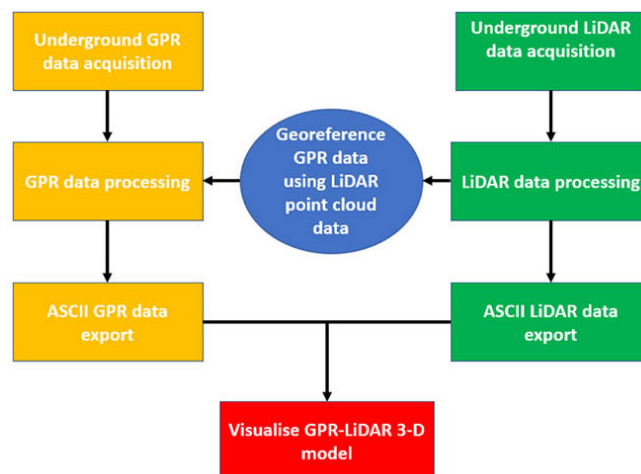 Underground GPR
data acquisition
Underground LiDAR
data acquisition
Georeference
GPR data
using LiDAR
point cloud
data
GPR data processing
LiDAR data processing
ASCII GPR data
export
ASCII LiDAR data
export
Visualise GPR-LiDAR 3-D
model